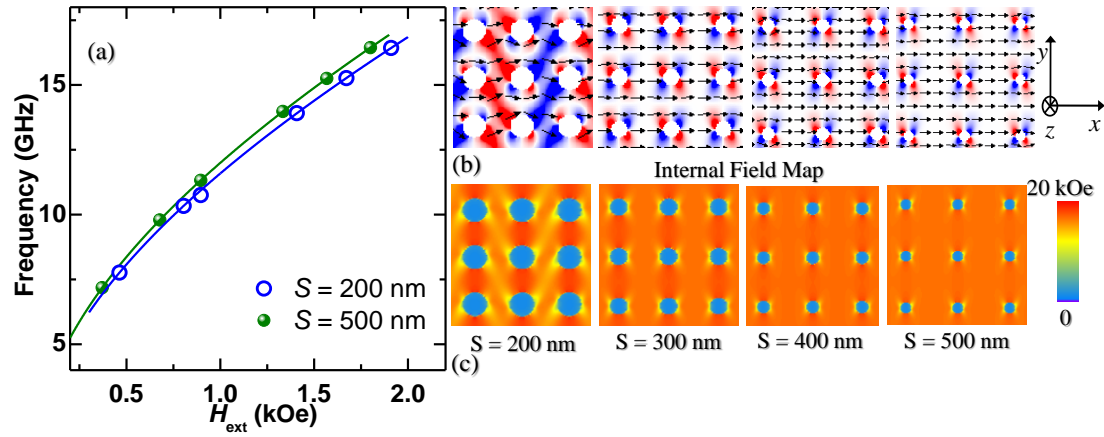 (a)
15
10
5
Frequency (GHz)
S = 200 nm
S = 500 nm
0.5 1.0 1.5 2.0
Hext (kOe)
y
x
z
(b)
Internal Field Map
20 kOe
0
S = 200 nm S = 300 nm S = 400 nm S = 500 nm
(c)